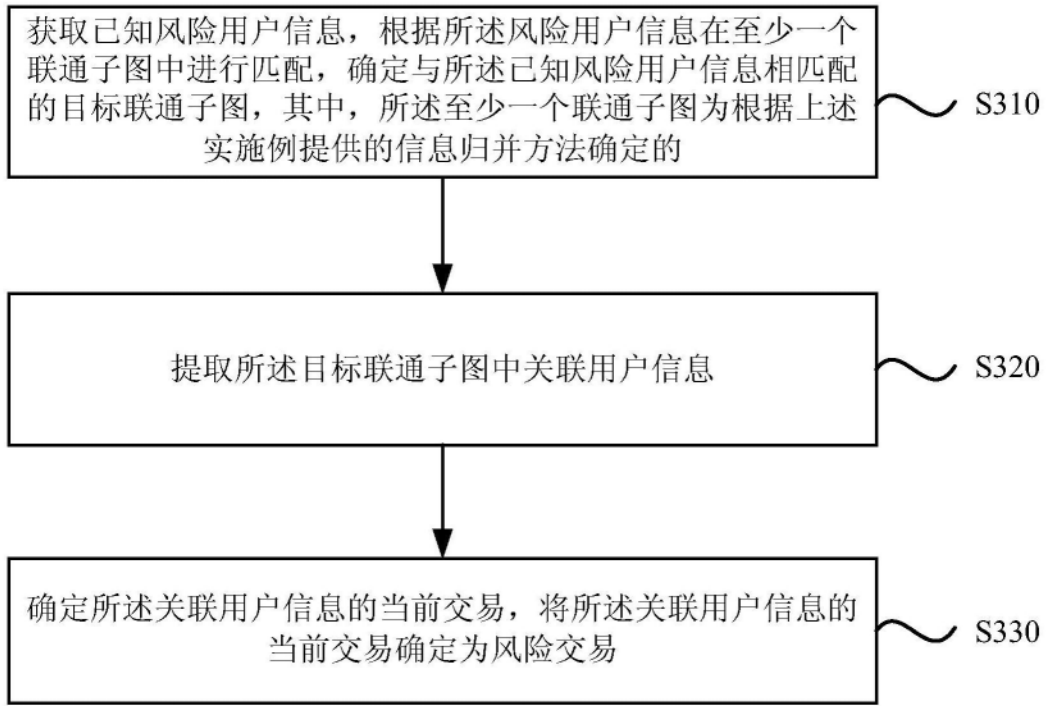 获取已知风险用户信息，根据所述风险用户信息在至少一个
联通子图中进行匹配，确定与所述已知风险用户信息相匹配
的目标联通子图，其中，所述至少一个联通子图为根据上述
实施例提供的信息归并方法确定的
S310
提取所述目标联通子图中关联用户信息
S320
确定所述关联用户信息的当前交易，将所述关联用户信息的
当前交易确定为风险交易
S330